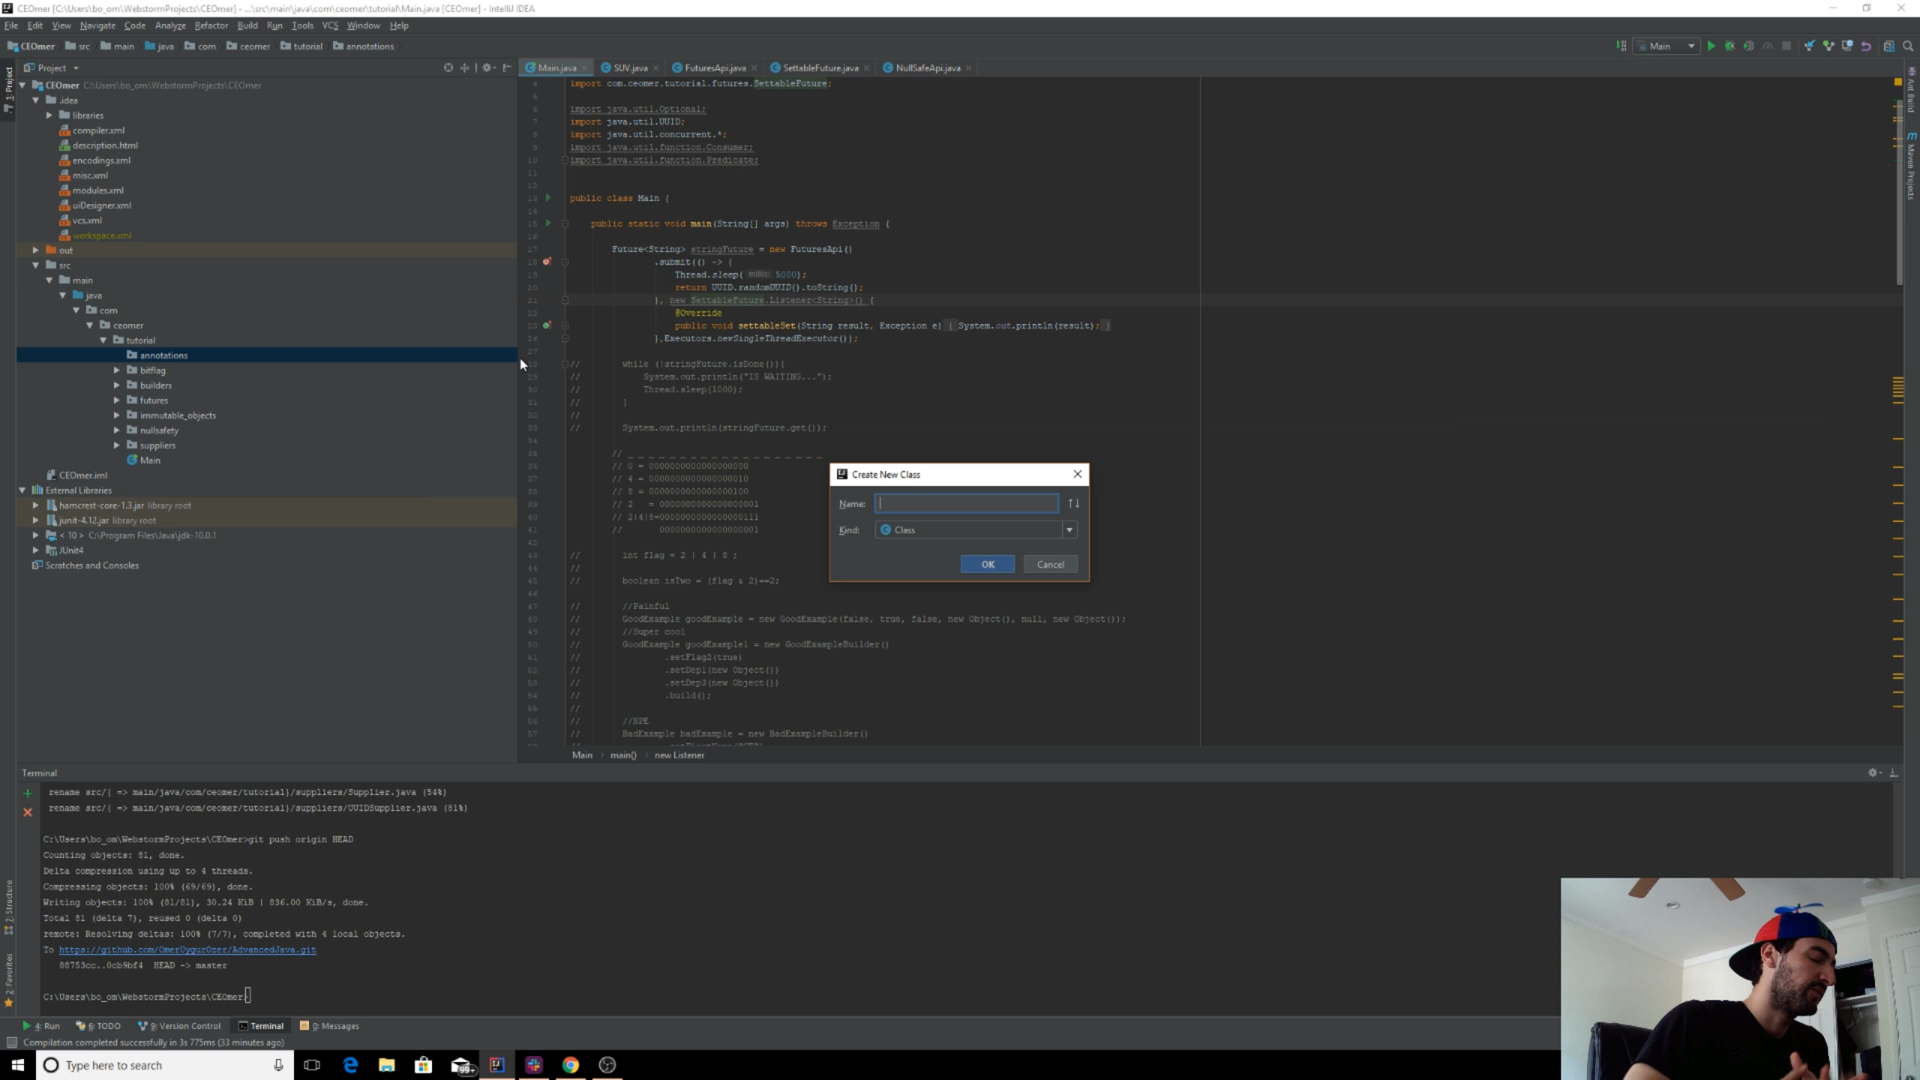 CEOmer [C:\Users\bo_om\WebstormProjects\CEOmer] - ...\src\main\java\com\ceomer\tutorial\Main.java [CEOmer] - IntelliJ IDEA
File Edit View Navigate Code Analyze Refactor Build Run Tools VCS Window Help
CEOmer src main java com ceomer tutorial annotations
Main
Project
Main.java SUV.java FuturesApi.java SettableFuture.java NullSafeApi.java
1: Project
Ant Build
Maven Projects
CEOmer C:\Users\bo_om\WebstormProjects\CEOmer
.idea
libraries
compiler.xml
description.html
encodings.xml
misc.xml
modules.xml
uiDesigner.xml
vcs.xml
workspace.xml
out
src
main
java
com
ceomer
tutorial
annotations
bitflag
builders
futures
immutable_objects
nullsafety
suppliers
Main
CEOmer.iml
External Libraries
hamcrest-core-1.3.jar library root
junit-4.12.jar library root
< 10 > C:\Program Files\Java\jdk-10.0.1
JUnit4
Scratches and Consoles
import com.ceomer.tutorial.futures.SettableFuture;
import java.util.Optional;
import java.util.UUID;
import java.util.concurrent.*;
import java.util.function.Consumer;
import java.util.function.Predicate;
public class Main {
public static void main(String[] args) throws Exception {
Future<String> stringFuture = new FuturesApi()
.submit(() -> {
Thread.sleep( millis: 5000);
return UUID.randomUUID().toString();
}, new SettableFuture.Listener<String>() {
@Override
public void settableSet(String result, Exception e) { System.out.println(result); }
},Executors.newSingleThreadExecutor());
// while (!stringFuture.isDone()){
// System.out.println("IS WAITING...");
// Thread.sleep(1000);
// }
//
// System.out.println(stringFuture.get());
// _ _ _ _ _ _ _ _ _ _ _ _ _ _ _ _ _ _ _
// 0 = 0000000000000000000
// 4 = 0000000000000000010
// 8 = 0000000000000000100
// 2 = 0000000000000000001
// 2|4|8=0000000000000000111
// 0000000000000000001
// int flag = 2 | 4 | 8 ;
//
// boolean isTwo = (flag & 2)==2;
// //Painful
// GoodExample goodExample = new GoodExample(false, true, false, new Object(), null, new Object());
// //Super cool
// GoodExample goodExample1 = new GoodExampleBuilder()
// .setFlag2(true)
// .setDep1(new Object())
// .setDep3(new Object())
// .build();
//
// //NPE
// BadExample badExample = new BadExampleBuilder()
Create New Class
Name:
Kind: Class
OK Cancel
Main main() new Listener
Terminal
rename src/{ => main/java/com/ceomer/tutorial}/suppliers/Supplier.java (54%)
rename src/{ => main/java/com/ceomer/tutorial}/suppliers/UUIDSupplier.java (81%)
C:\Users\bo_om\WebstormProjects\CEOmer>git push origin HEAD
Counting objects: 81, done.
Delta compression using up to 4 threads.
Compressing objects: 100% (69/69), done.
Writing objects: 100% (81/81), 30.24 KiB | 836.00 KiB/s, done.
Total 81 (delta 7), reused 0 (delta 0)
remote: Resolving deltas: 100% (7/7), completed with 4 local objects.
To https://github.com/OmerUygurOzer/AdvancedJava.git
88753cc..0cb9bf4 HEAD -> master
C:\Users\bo_om\WebstormProjects\CEOmer>
Z: Structure
2: Favorites
4: Run 6: TODO 9: Version Control Terminal 0: Messages
Compilation completed successfully in 3s 775ms (33 minutes ago)
Type here to search
99+